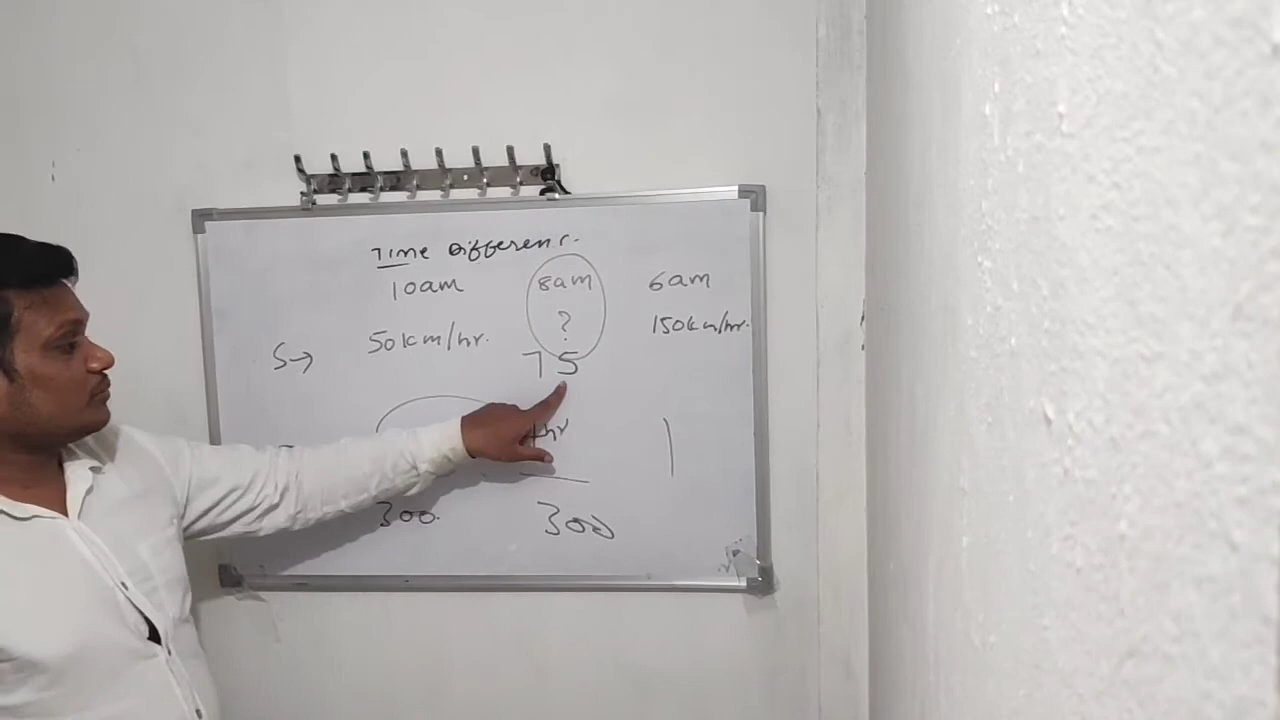 Time Differenc.
10am 8am 6am
50km/hr. ? 150km/hr.
S→ 75
hr
300. 300